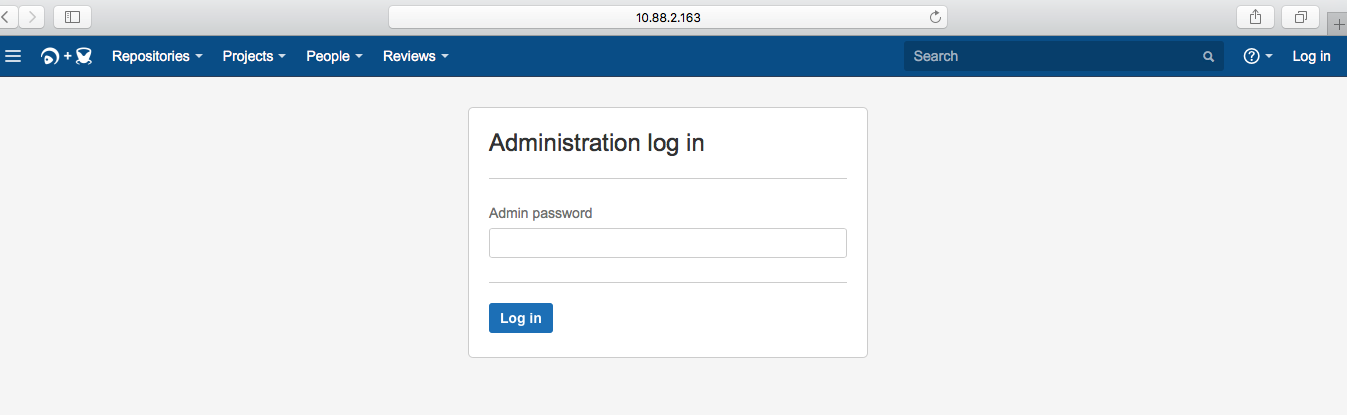 10.88.2.163
+ Repositories Projects People Reviews Search Log in
Administration log in
Admin password
Log in